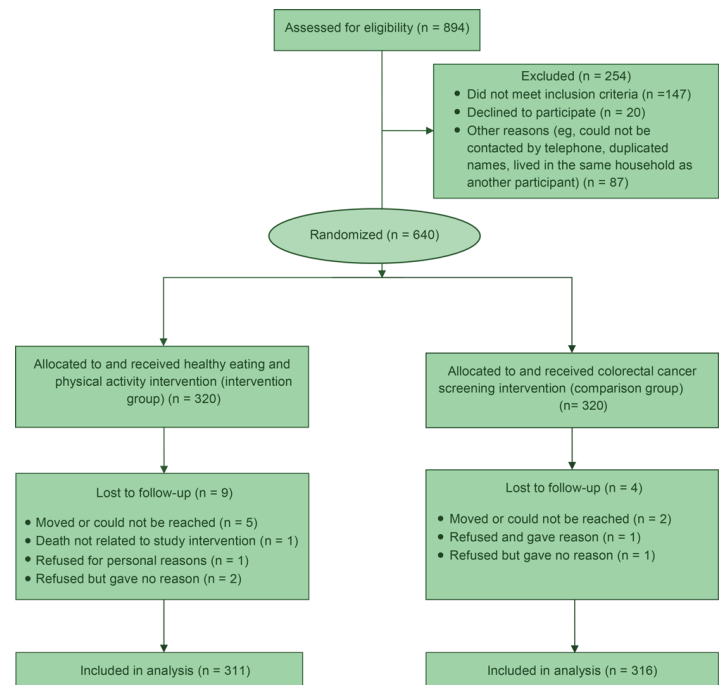 Assessed for eligibility (n = 894)
Excluded (n = 254)
• Did not meet inclusion criteria (n =147)
• Declined to participate (n = 20)
• Other reasons (eg, could not be
contacted by telephone, duplicated
names, lived in the same household as
another participant) (n = 87)
Randomized (n = 640)
Allocated to and received healthy eating and
physical activity intervention (intervention
group) (n = 320)
Allocated to and received colorectal cancer
screening intervention (comparison group)
(n= 320)
Lost to follow-up (n = 9)
• Moved or could not be reached (n = 5)
• Death not related to study intervention (n = 1)
• Refused for personal reasons (n = 1)
• Refused but gave no reason (n = 2)
Lost to follow-up (n = 4)
• Moved or could not be reached (n = 2)
• Refused and gave reason (n = 1)
• Refused but gave no reason (n = 1)
Included in analysis (n = 311)
Included in analysis (n = 316)